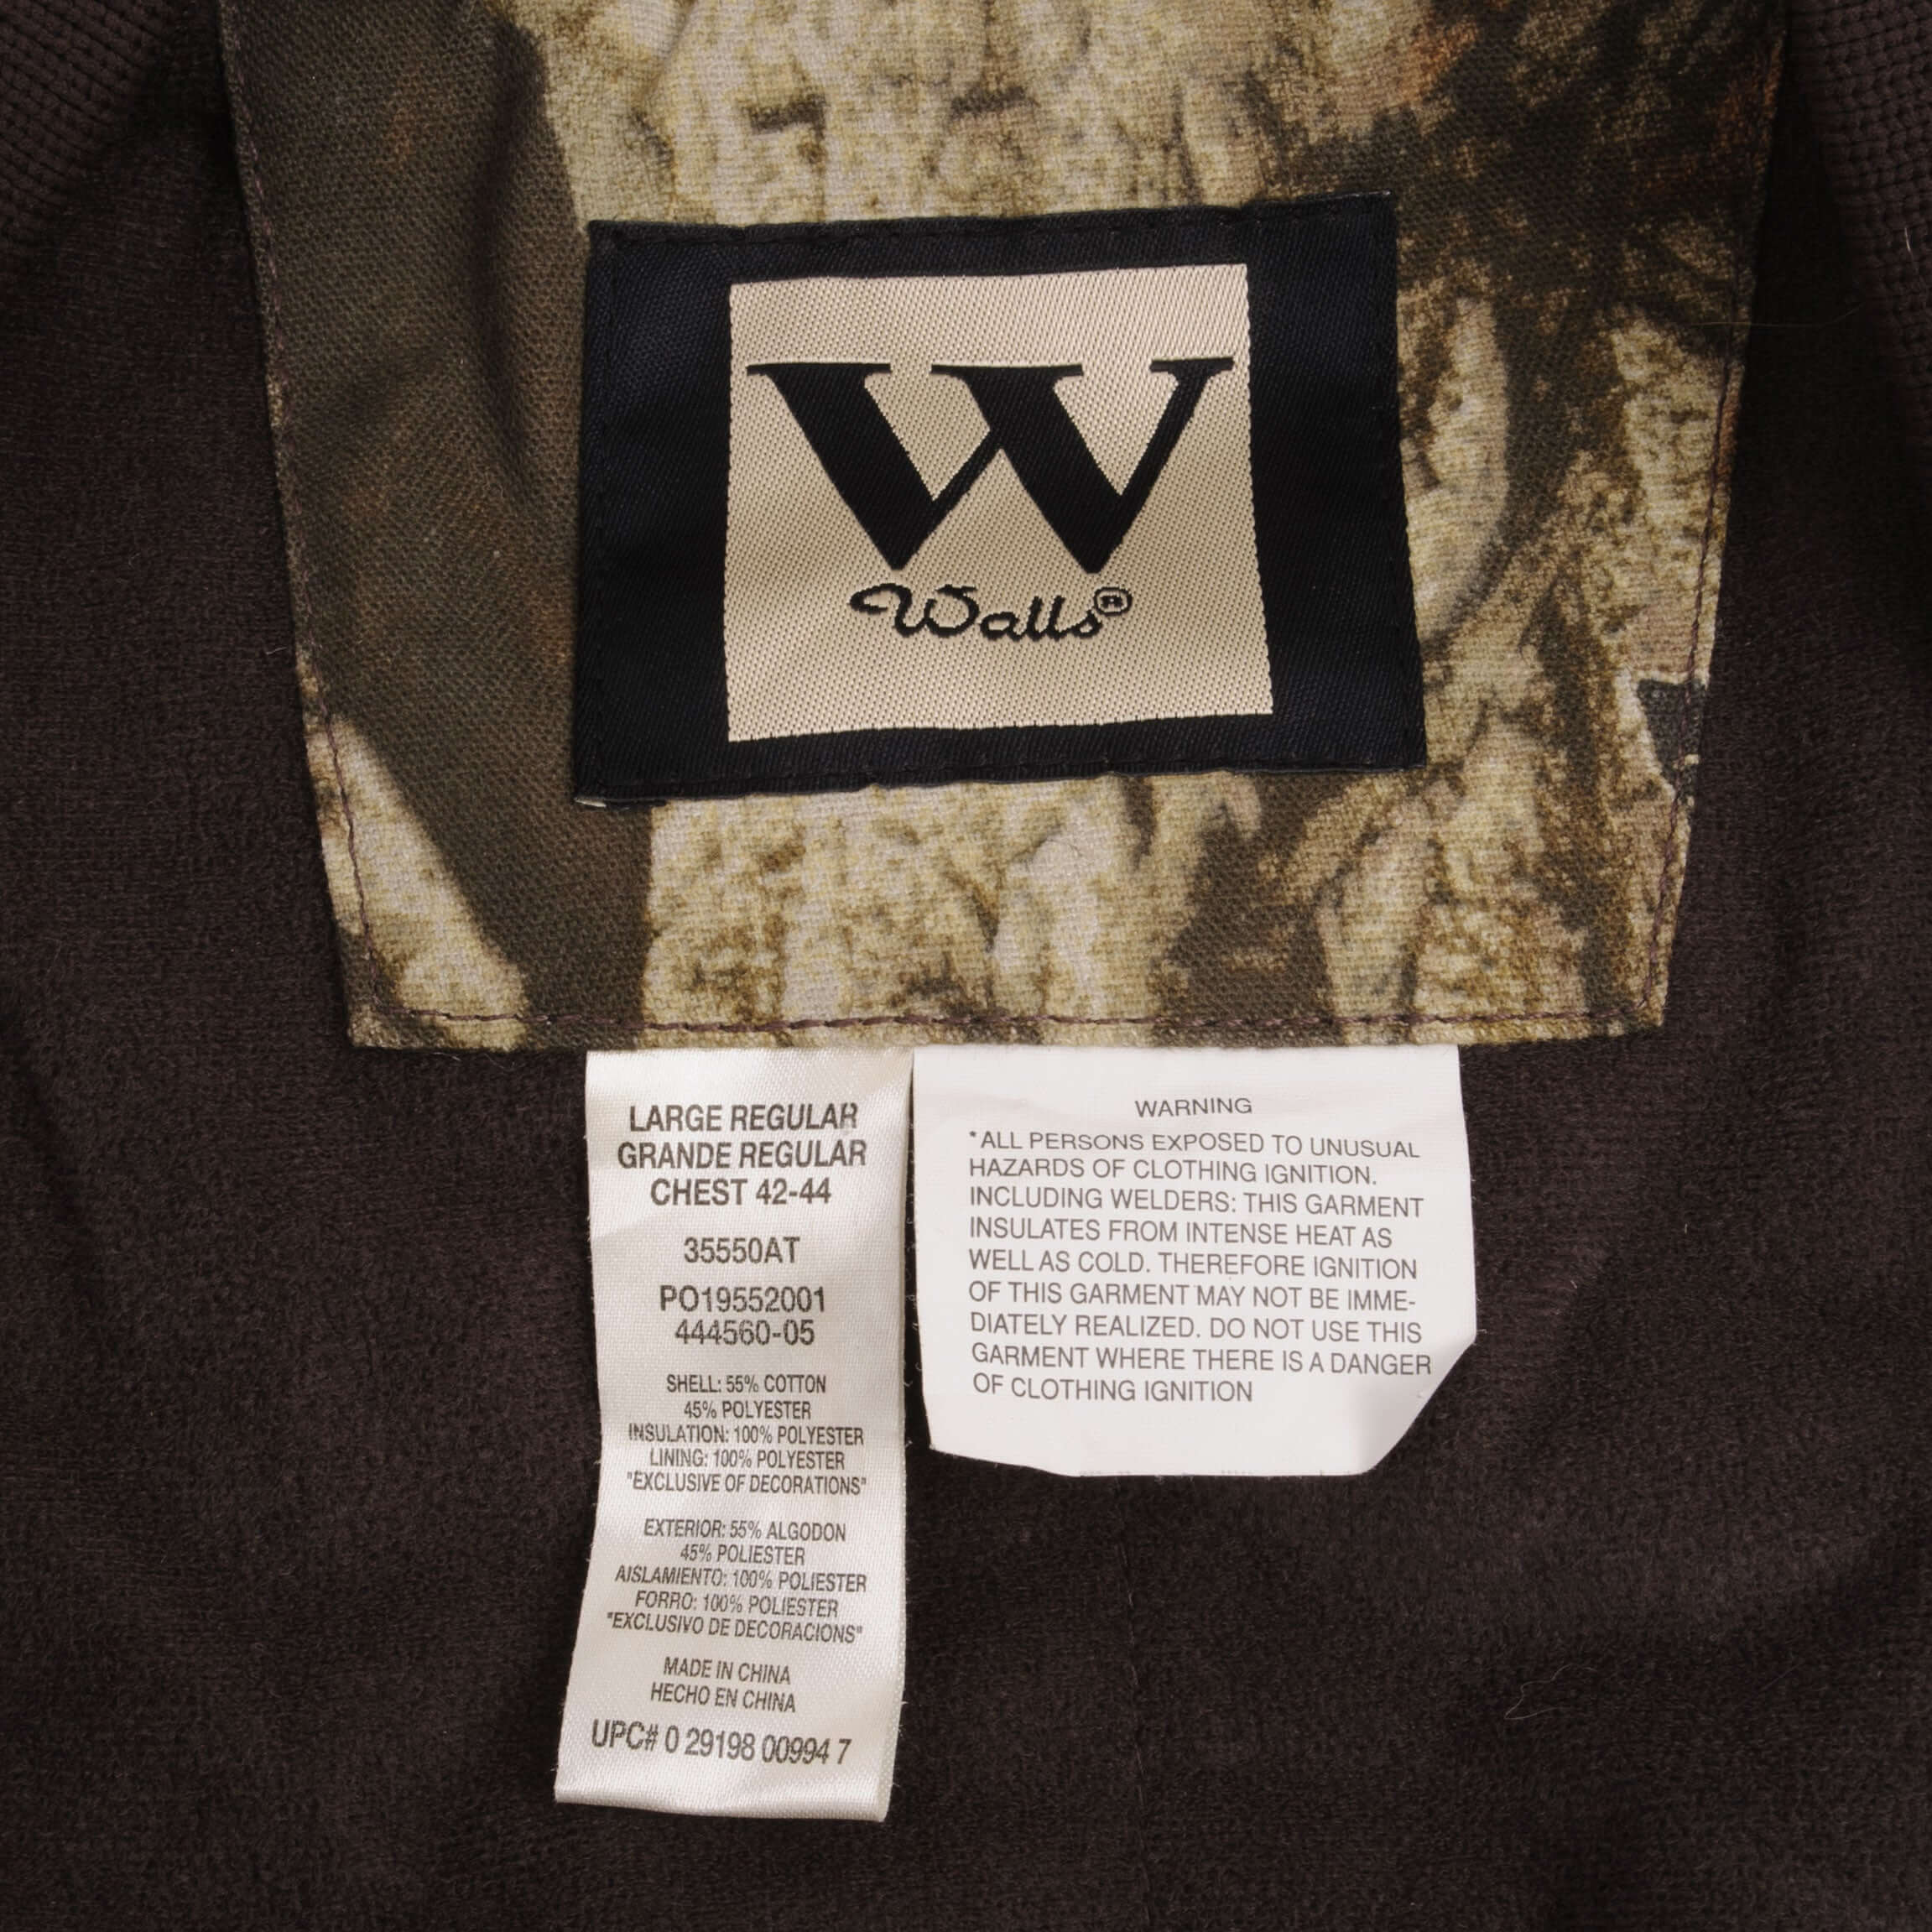 W
Walls®
LARGE REGULAR
GRANDE REGULAR
CHEST 42-44
35550AT
PO19552001
444560-05
SHELL: 55% COTTON
45% POLYESTER
INSULATION: 100% POLYESTER
LINING: 100% POLYESTER
"EXCLUSIVE OF DECORATIONS"
EXTERIOR: 55% ALGODON
45% POLIESTER
AISLAMIENTO: 100% POLIESTER
FORRO: 100% POLIESTER
"EXCLUSIVO DE DECORACIONS"
MADE IN CHINA
HECHO EN CHINA
UPC# 0 29198 00994 7
WARNING
*ALL PERSONS EXPOSED TO UNUSUAL
HAZARDS OF CLOTHING IGNITION.
INCLUDING WELDERS: THIS GARMENT
INSULATES FROM INTENSE HEAT AS
WELL AS COLD. THEREFORE IGNITION
OF THIS GARMENT MAY NOT BE IMME-
DIATELY REALIZED. DO NOT USE THIS
GARMENT WHERE THERE IS A DANGER
OF CLOTHING IGNITION